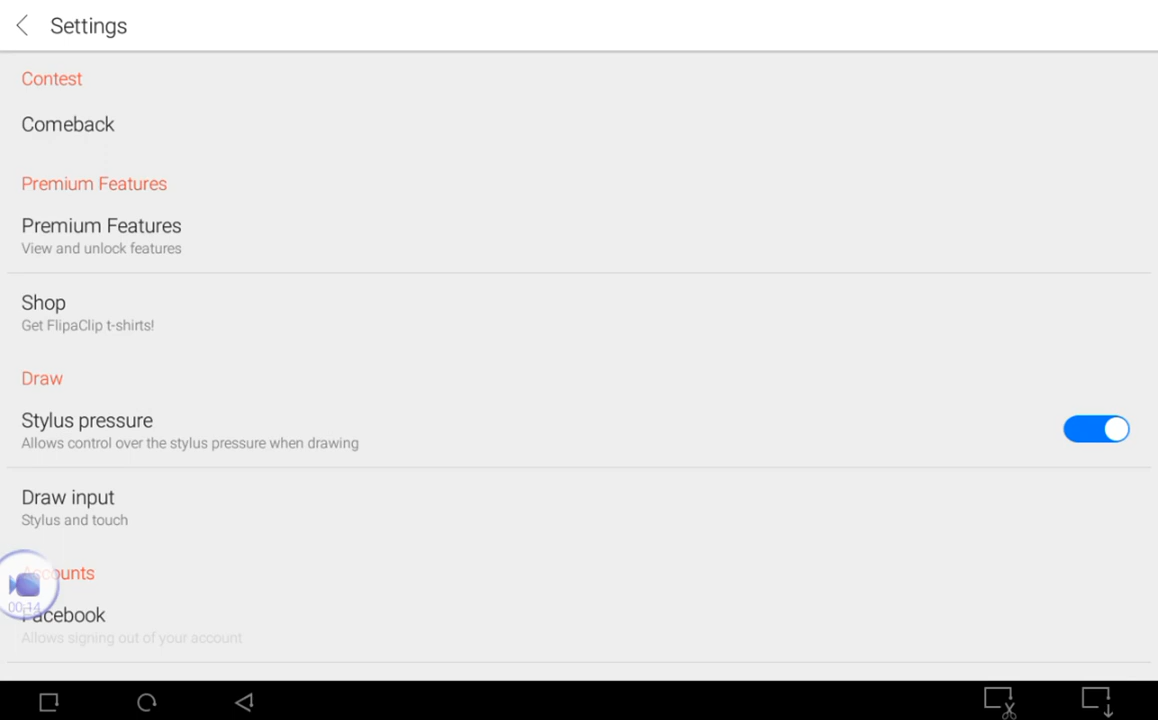 Settings
Contest
Comeback
Premium Features
Premium Features
View and unlock features
Shop
Get FlipaClip t-shirts!
Draw
Stylus pressure
Allows control over the stylus pressure when drawing
Draw input
Stylus and touch
Accounts
00:14
Facebook
Allows signing out of your account